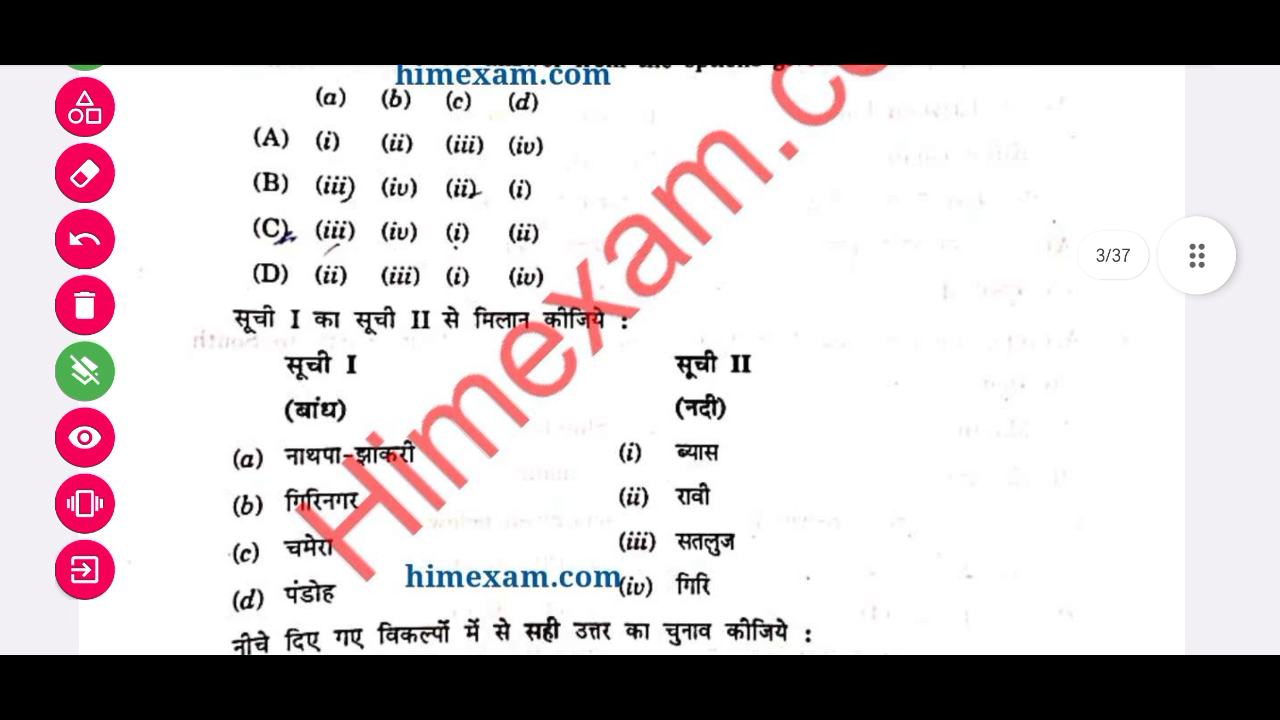 himexam.com
(a) (b) (c) (d)
(A) (i) (ii) (iii) (iv)
(B) (iii) (iv) (ii) (i)
(C) (iii) (iv) (i) (ii)
(D) (ii) (iii) (i) (iv)
3/37
सूची I का सूची II से मिलान कीजिये :
सूची I सूची II
(बांध) (नदी)
(a) नाथपा-झाकरी (i) ब्यास
(b) गिरिनगर (ii) रावी
(c) चमेरा (iii) सतलुज
(d) पंडोह (iv) गिरि
himexam.com
नीचे दिए गए विकल्पों में से सही उत्तर का चुनाव कीजिये :
Himexam.co